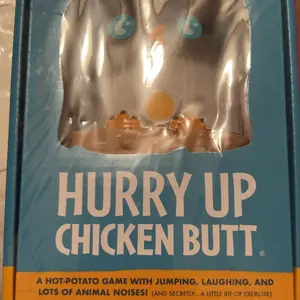 HURRY UP
CHICKEN BUTT®
A HOT-POTATO GAME WITH JUMPING, LAUGHING, AND
LOTS OF ANIMAL NOISES! (AND SECRETLY...A LITTLE BIT OF EXERCISE)